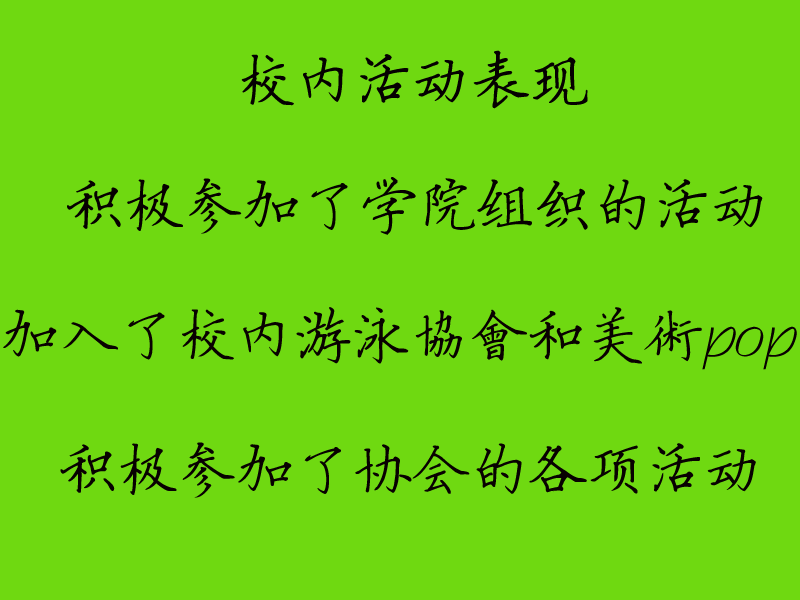 校内活动表现
积极参加了学院组织的活动
加入了校内游泳協會和美術pop
积极参加了协会的各项活动